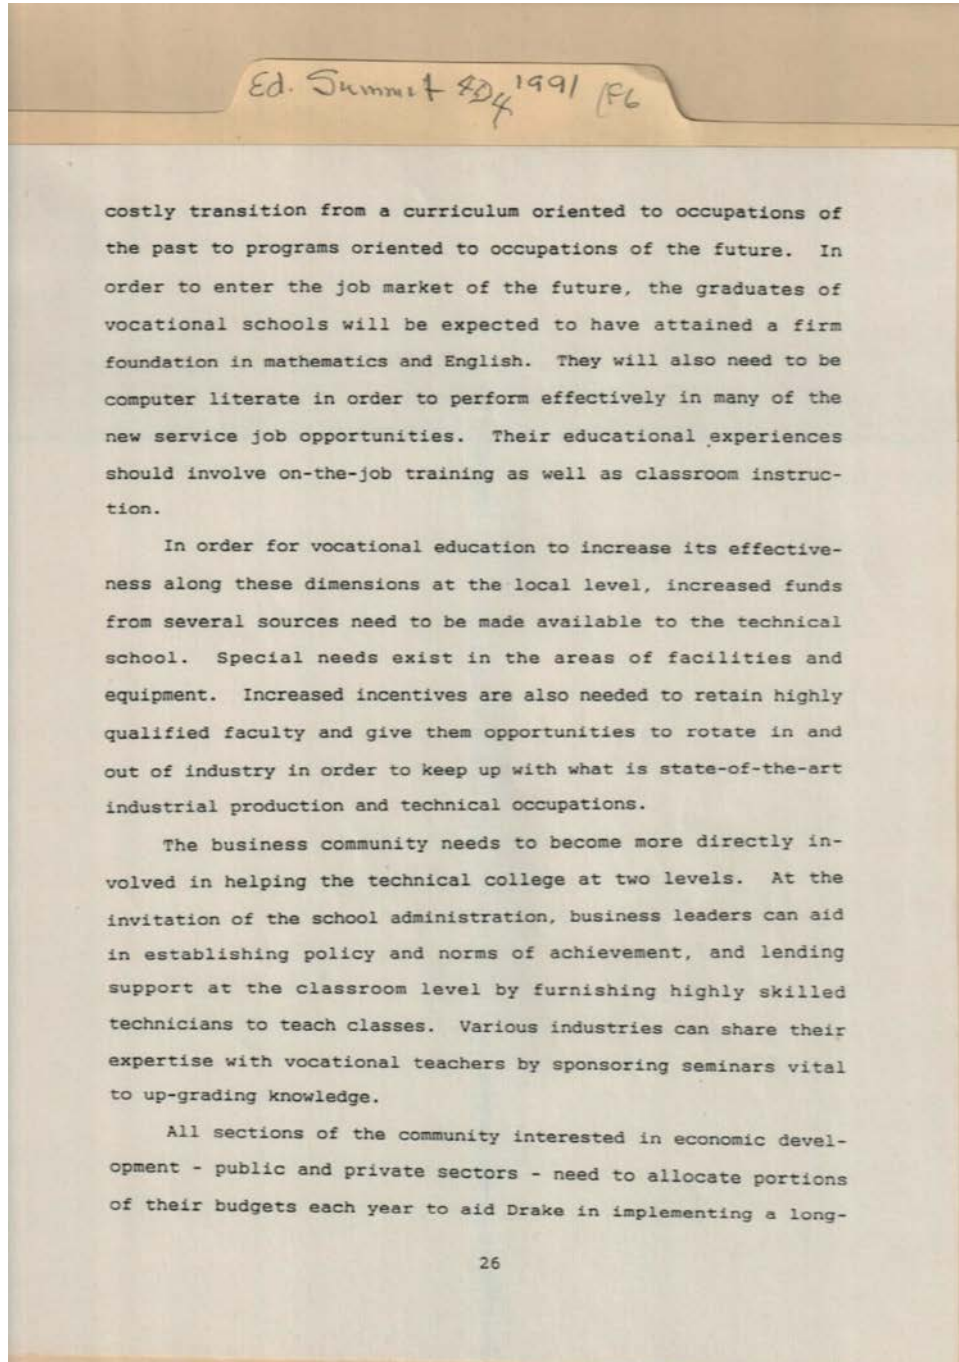 Ed. Summit 4D4 1991 1F6
costly transition from a curriculum oriented to occupations of
the past to programs oriented to occupations of the future. In
order to enter the job market of the future, the graduates of
vocational schools will be expected to have attained a firm
foundation in mathematics and English. They will also need to be
computer literate in order to perform effectively in many of the
new service job opportunities. Their educational experiences
should involve on-the-job training as well as classroom instruc-
tion.
In order for vocational education to increase its effective-
ness along these dimensions at the local level, increased funds
from several sources need to be made available to the technical
school. Special needs exist in the areas of facilities and
equipment. Increased incentives are also needed to retain highly
qualified faculty and give them opportunities to rotate in and
out of industry in order to keep up with what is state-of-the-art
industrial production and technical occupations.
The business community needs to become more directly in-
volved in helping the technical college at two levels. At the
invitation of the school administration, business leaders can aid
in establishing policy and norms of achievement, and lending
support at the classroom level by furnishing highly skilled
technicians to teach classes. Various industries can share their
expertise with vocational teachers by sponsoring seminars vital
to up-grading knowledge.
All sections of the community interested in economic devel-
opment - public and private sectors - need to allocate portions
of their budgets each year to aid Drake in implementing a long-
26